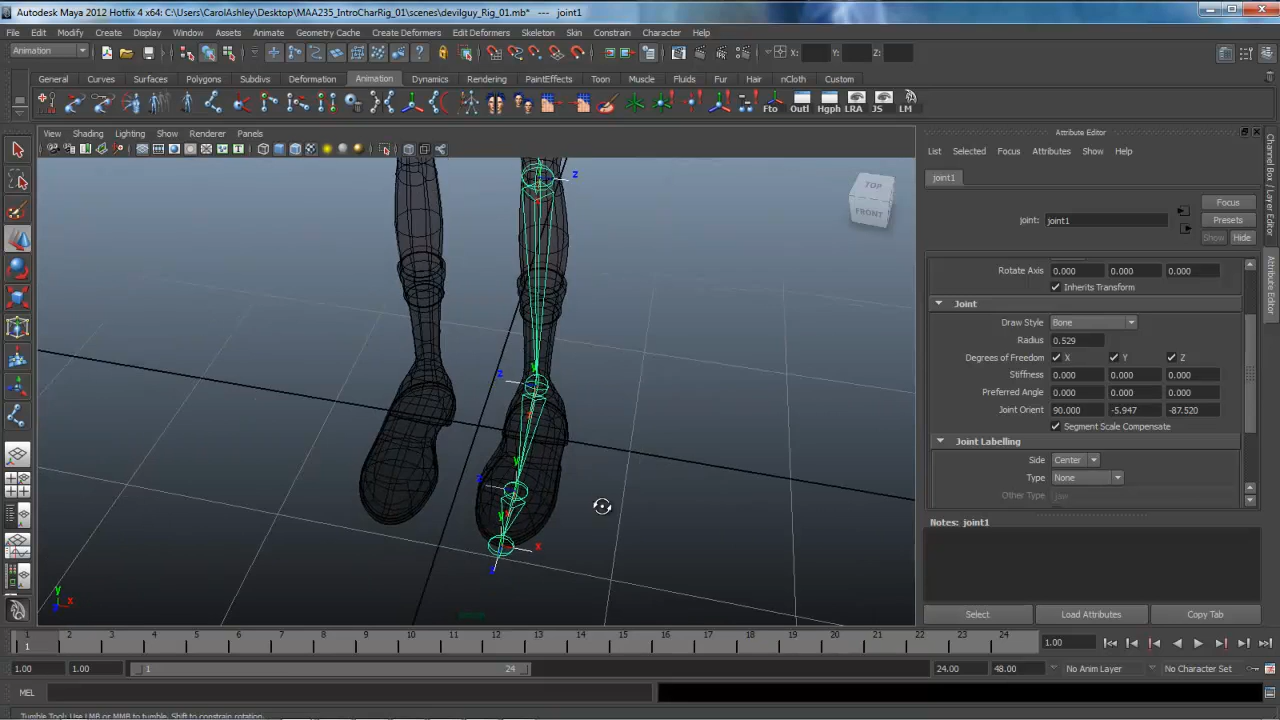 Autodesk Maya 2012 Hotfix 4 x64: C:\Users\CarolAshley\Desktop\MAA235_IntroCharRig_01\scenes\devilguy_Rig_01.mb* --- joint1
File Edit Modify Create Display Window Assets Animate Geometry Cache Create Deformers Edit Deformers Skeleton Skin Constrain Character Help
Animation X: Y: Z:
General Curves Surfaces Polygons Subdivs Deformation Animation Dynamics Rendering PaintEffects Toon Muscle Fluids Fur Hair nCloth Custom
Fto Outl Hgph LRA JS LM
View Shading Lighting Show Renderer Panels
Attribute Editor
List Selected Focus Attributes Show Help
joint1
Focus
joint: joint1 Presets
Show Hide
Rotate Axis 0.000 0.000 0.000
Inherits Transform
Joint
Draw Style Bone
Radius 0.529
Degrees of Freedom X Y Z
Stiffness 0.000 0.000 0.000
Preferred Angle 0.000 0.000 0.000
Joint Orient 90.000 -5.947 -87.520
Segment Scale Compensate
Joint Labelling
Side Center
Type None
Other Type Jaw
Notes: joint1
Select Load Attributes Copy Tab
Channel Box / Layer Editor
Attribute Editor
TOP
FRONT
z
y
z
y
z
y
x
z
y
x
1 2 3 4 5 6 7 8 9 10 11 12 13 14 15 16 17 18 19 20 21 22 23 24
1 1.00
1.00 1.00 1 24 24.00 48.00 No Anim Layer No Character Set
MEL
Tumble Tool: Use LMB or MMB to tumble. Shift to constrain rotation.